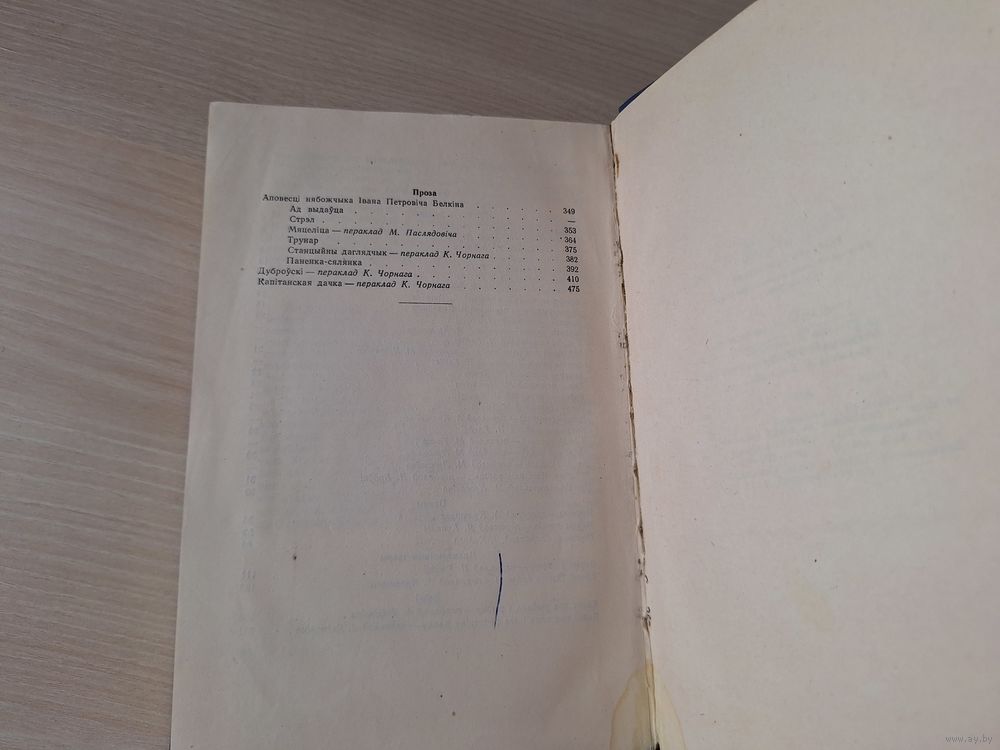 Проза
Аповесці нябожчыка Івана Петровіча Белкіна . . . . . . 349
Ад выдаўца . . . . . . . . . . . . . —
Стрэл . . . . . . . . . . . . . . . 353
Мяцеліца — пераклад М. Паслядовіча . . . . . . 364
Трунар . . . . . . . . . . . . . . 375
Станцыйны даглядчык — пераклад К. Чорнага . . . . 382
Паненка-сялянка . . . . . . . . . . . . 392
Дуброўскі — пераклад К. Чорнага . . . . . . . . . 410
Капітанская дачка — пераклад К. Чорнага . . . . . . 475
www.ay.by